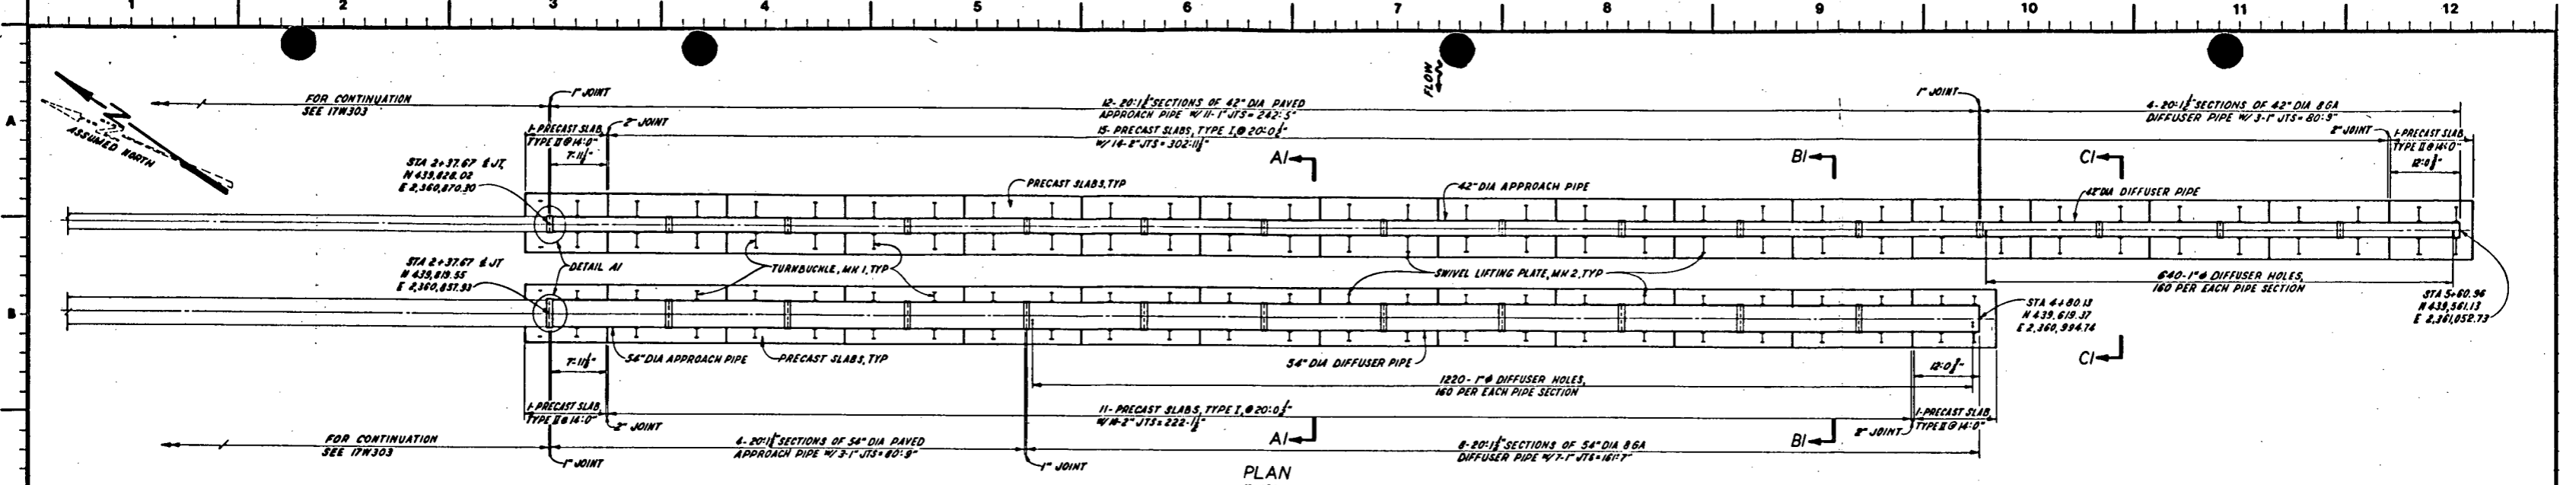 1 2 3 4 5 6 7 8 9 10 11 12
A
B
ASSUMED NORTH
FLOW
FOR CONTINUATION
SEE 17W303
1" JOINT
12-20'-1½" SECTIONS OF 42" DIA PAVED
APPROACH PIPE W/ 11-1" JTS = 242'-5"
1" JOINT
4-20'-1½" SECTIONS OF 42" DIA 8 GA
DIFFUSER PIPE W/ 3-1" JTS = 80'-9"
1-PRECAST SLAB,
TYPE II @ 14'-0"
2" JOINT
15- PRECAST SLABS, TYPE I, @ 20'-0½"
W/ 14-2" JTS = 302'-11½"
2" JOINT
1-PRECAST SLAB
TYPE II @ 14'-0"
7'-11½"
12'-0½"
STA 2+37.67 ℄ JT,
N 439,828.02
E 2,360,870.30
A1
B1
C1
PRECAST SLABS, TYP
42" DIA APPROACH PIPE
42" DIA DIFFUSER PIPE
STA 2+37.67 ℄ JT
N 439,819.55
E 2,360,857.93
DETAIL A1
TURNBUCKLE, MK 1, TYP
SWIVEL LIFTING PLATE, MK 2, TYP
640-1"ø DIFFUSER HOLES,
160 PER EACH PIPE SECTION
STA 5+60.96
N 439,561.13
E 2,361,052.73
STA 4+80.13
N 439,619.37
E 2,360,994.74
7'-11½"
54" DIA APPROACH PIPE
PRECAST SLABS, TYP
54" DIA DIFFUSER PIPE
12'-0½"
C1
1220-1"ø DIFFUSER HOLES,
160 PER EACH PIPE SECTION
1-PRECAST SLAB,
TYPE II @ 14'-0"
2" JOINT
11- PRECAST SLABS, TYPE I, @ 20'-0½"
JTS = 222'-1½"
2" JOINT
1-PRECAST SLAB,
TYPE II @ 14'-0"
A1
B1
FOR CONTINUATION
SEE 17W303
1" JOINT
4-20'-1½" SECTIONS OF 54" DIA PAVED
APPROACH PIPE W/ 3-1" JTS = 80'-9"
1" JOINT
8-20'-1½" SECTIONS OF 54" DIA 8 GA
DIFFUSER PIPE W/ 7-1" JTS = 161'-7"
PLAN